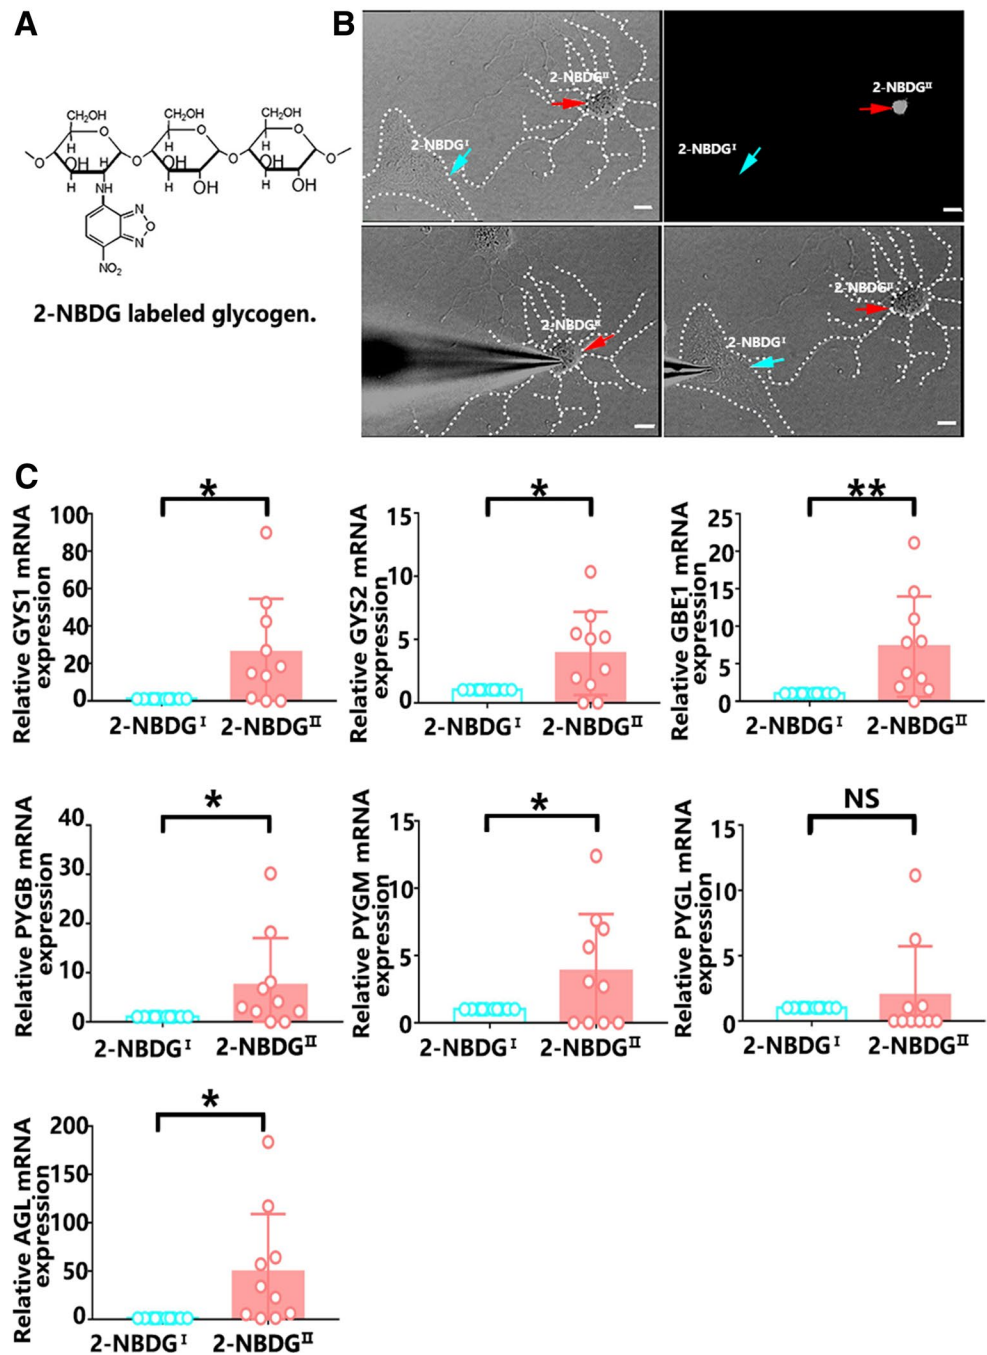 A
CH₂OH
CH₂OH
CH₂OH
O
O
O
H
H
H
O
OH
H
O
OH
O
OH
O
H
NH
H
OH
H
OH
N
O
N
NO₂
2-NBDG labeled glycogen.
B
2-NBDGᴵᴵ
2-NBDGᴵ
2-NBDGᴵᴵ
2-NBDGᴵ
2-NBDGᴵᴵ
2-NBDGᴵᴵ
2-NBDGᴵ
C
Relative GYS1 mRNA
expression
100
80
60
40
20
0
*
2-NBDGᴵ
2-NBDGᴵᴵ
Relative GYS2 mRNA
expression
15
10
5
0
*
2-NBDGᴵ
2-NBDGᴵᴵ
Relative GBE1 mRNA
expression
25
20
15
10
5
0
**
2-NBDGᴵ
2-NBDGᴵᴵ
Relative PYGB mRNA
expression
40
30
20
10
0
*
2-NBDGᴵ
2-NBDGᴵᴵ
Relative PYGM mRNA
expression
15
10
5
0
*
2-NBDGᴵ
2-NBDGᴵᴵ
Relative PYGL mRNA
expression
15
10
5
0
NS
2-NBDGᴵ
2-NBDGᴵᴵ
Relative AGL mRNA
expression
200
150
100
50
0
*
2-NBDGᴵ
2-NBDGᴵᴵ